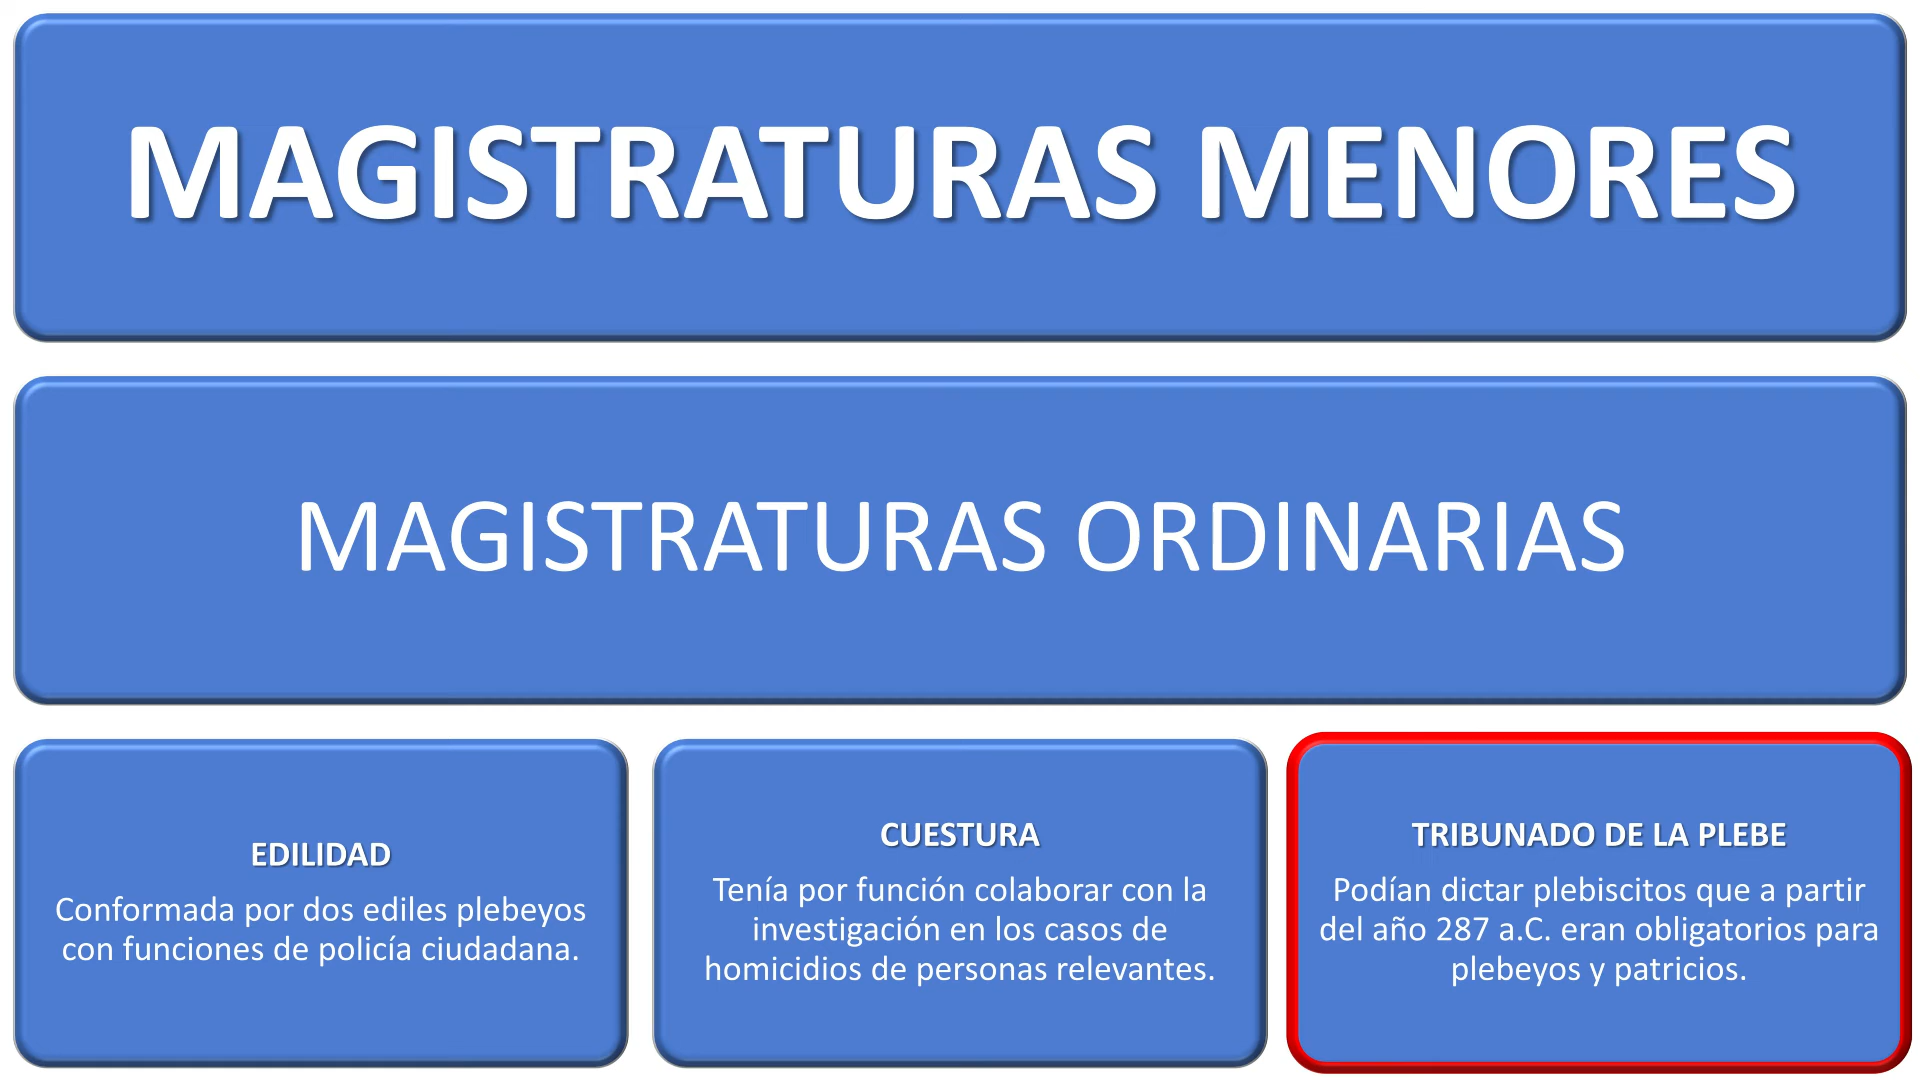 MAGISTRATURAS MENORES
MAGISTRATURAS ORDINARIAS
EDILIDAD
Conformada por dos ediles plebeyos
con funciones de policía ciudadana.
CUESTURA
Tenía por función colaborar con la
investigación en los casos de
homicidios de personas relevantes.
TRIBUNADO DE LA PLEBE
Podían dictar plebiscitos que a partir
del año 287 a.C. eran obligatorios para
plebeyos y patricios.